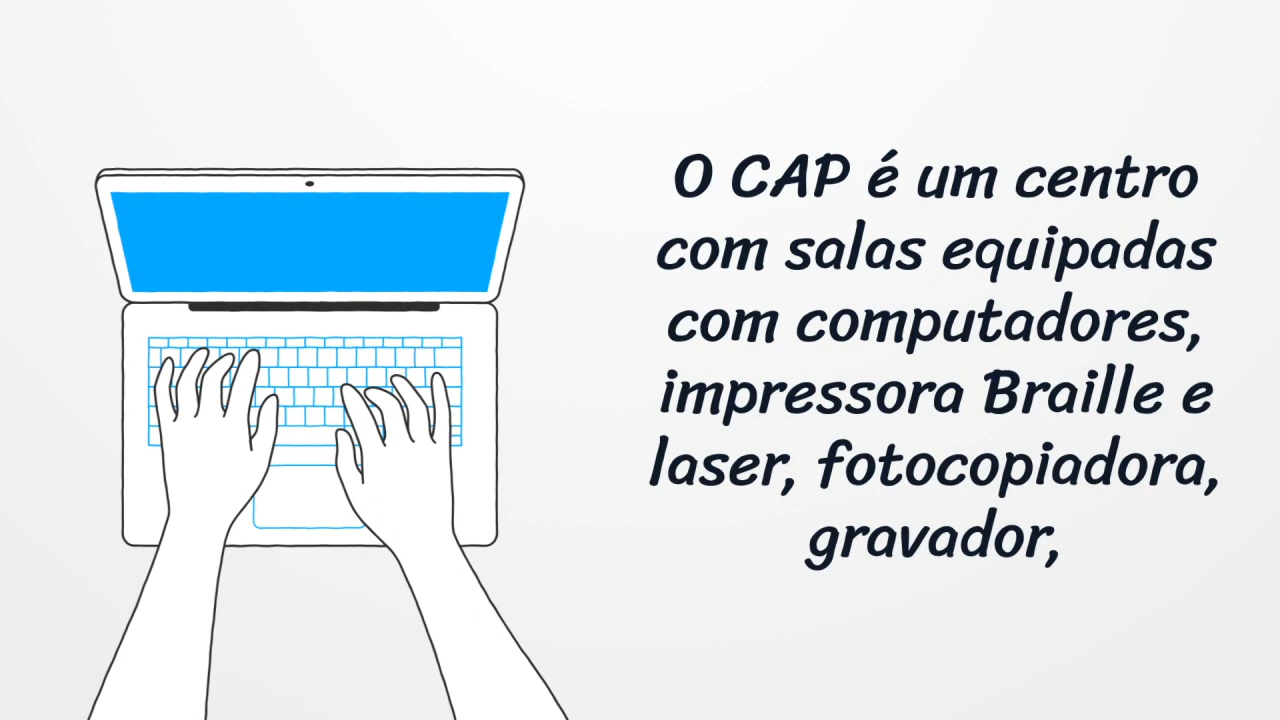 O CAP é um centro
com salas equipadas
com computadores,
impressora Braille e
laser, fotocopiadora,
gravador,